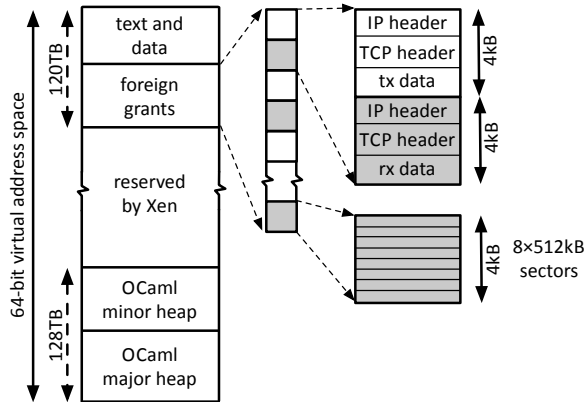 64-bit virtual address space
120TB
128TB
text and
data
foreign
grants
reserved
by Xen
OCaml
minor heap
OCaml
major heap
IP header
TCP header
tx data
IP header
TCP header
rx data
4kB
4kB
4kB
8×512kB
sectors